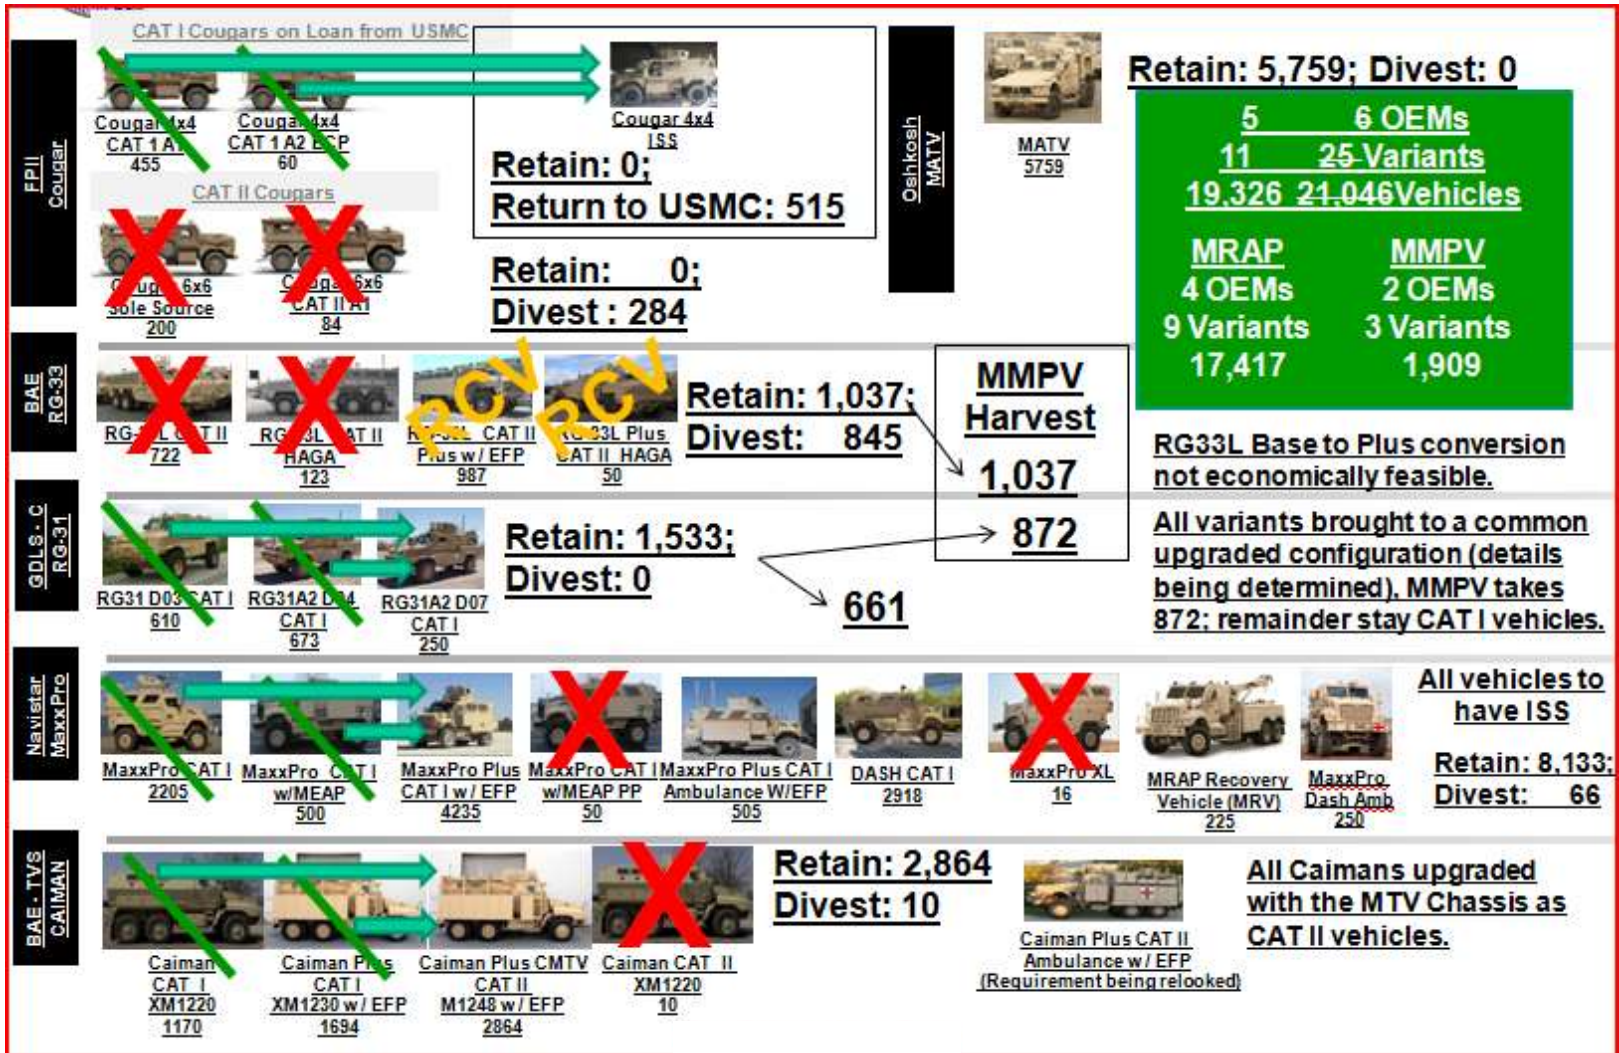 CAT I Cougars on Loan from USMC
FPII
Cougar
Cougar 4x4
CAT 1 A1
455
Cougar 4x4
CAT 1 A2 ECP
60
Cougar 4x4
ISS
Retain: 0;
Return to USMC: 515
CAT II Cougars
Cougar 6x6
Sole Source
200
Cougar 6x6
CAT II A1
84
Retain: 0;
Divest : 284
Oshkosh
MATV
MATV
5759
Retain: 5,759; Divest: 0
5 6 OEMs
11 25 Variants
19,326 21,046 Vehicles
MRAP
4 OEMs
9 Variants
17,417
MMPV
2 OEMs
3 Variants
1,909
BAE
RG-33
RG-33L CAT II
722
RG-33L CAT II
HAGA
123
RCV
RG-33L CAT II
Plus w/ EFP
987
RCV
RG-33L Plus
CAT II HAGA
50
Retain: 1,037;
Divest: 845
MMPV
Harvest
1,037
872
RG33L Base to Plus conversion
not economically feasible.
GDLS - C
RG-31
RG31 D03 CAT I
610
RG31A2 D04
CAT I
673
RG31A2 D07
CAT I
250
Retain: 1,533;
Divest: 0
661
All variants brought to a common
upgraded configuration (details
being determined), MMPV takes
872; remainder stay CAT I vehicles.
Navistar
MaxxPro
MaxxPro CAT I
2205
MaxxPro CAT I
w/MEAP
500
MaxxPro Plus
CAT I w/ EFP
4235
MaxxPro CAT I
w/MEAP PP
50
MaxxPro Plus CAT I
Ambulance W/EFP
505
DASH CAT I
2918
MaxxPro XL
16
MRAP Recovery
Vehicle (MRV)
225
MaxxPro
Dash Amb
250
All vehicles to
have ISS
Retain: 8,133;
Divest: 66
BAE - TVS
CAIMAN
Caiman
CAT I
XM1220
1170
Caiman Plus
CAT I
XM1230 w/ EFP
1694
Caiman Plus CMTV
CAT II
M1248 w/ EFP
2864
Caiman CAT II
XM1220
10
Retain: 2,864
Divest: 10
Caiman Plus CAT II
Ambulance w/ EFP
(Requirement being relooked)
All Caimans upgraded
with the MTV Chassis as
CAT II vehicles.